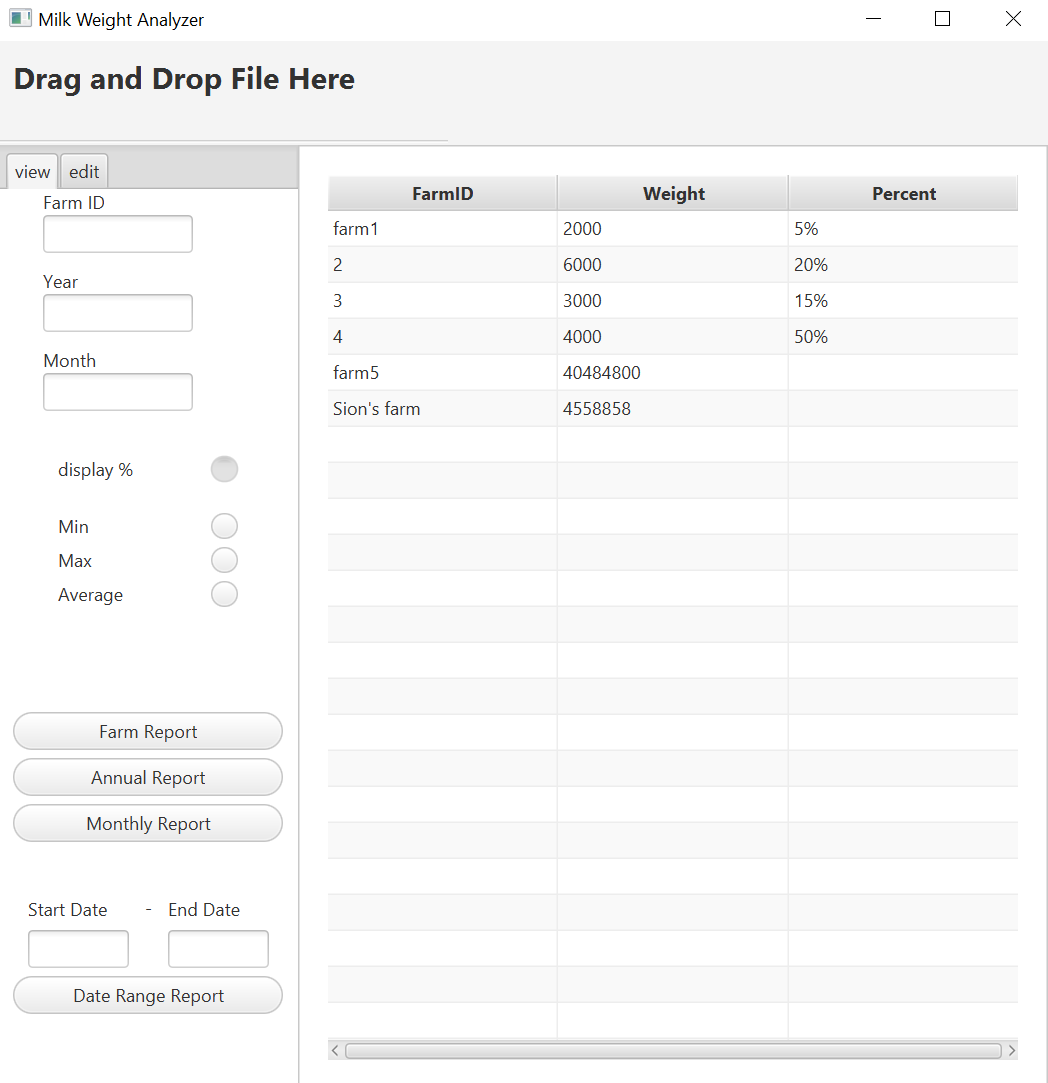 Milk Weight Analyzer
Drag and Drop File Here
view edit
Farm ID
Year
Month
display %
Min
Max
Average
Farm Report
Annual Report
Monthly Report
Start Date - End Date
Date Range Report
FarmID Weight Percent
farm1 2000 5%
2 6000 20%
3 3000 15%
4 4000 50%
farm5 40484800
Sion's farm 4558858